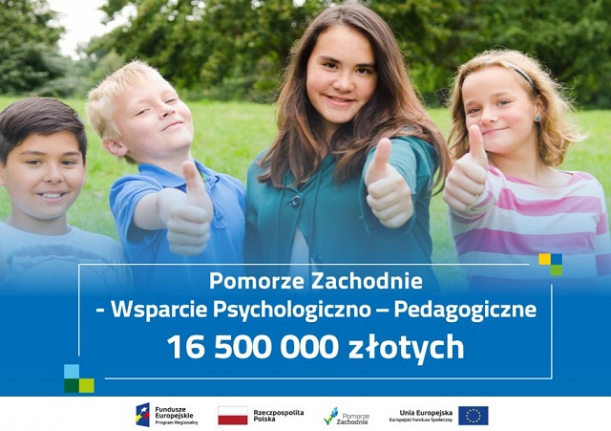 Pomorze Zachodnie
- Wsparcie Psychologiczno – Pedagogiczne
16 500 000 złotych
Fundusze
Europejskie
Program Regionalny
Rzeczpospolita
Polska
Pomorze
Zachodnie
Unia Europejska
Europejski Fundusz Społeczny